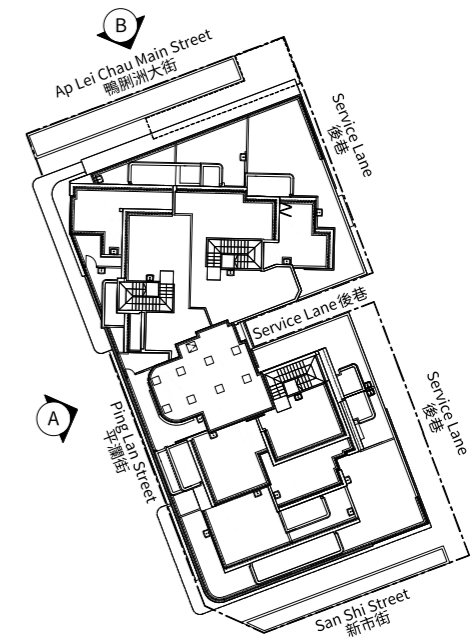 B
Ap Lei Chau Main Street
鴨脷洲大街
Service Lane
後巷
Service Lane 後巷
A
Ping Lan Street
平瀾街
Service Lane
後巷
San Shi Street
新市街